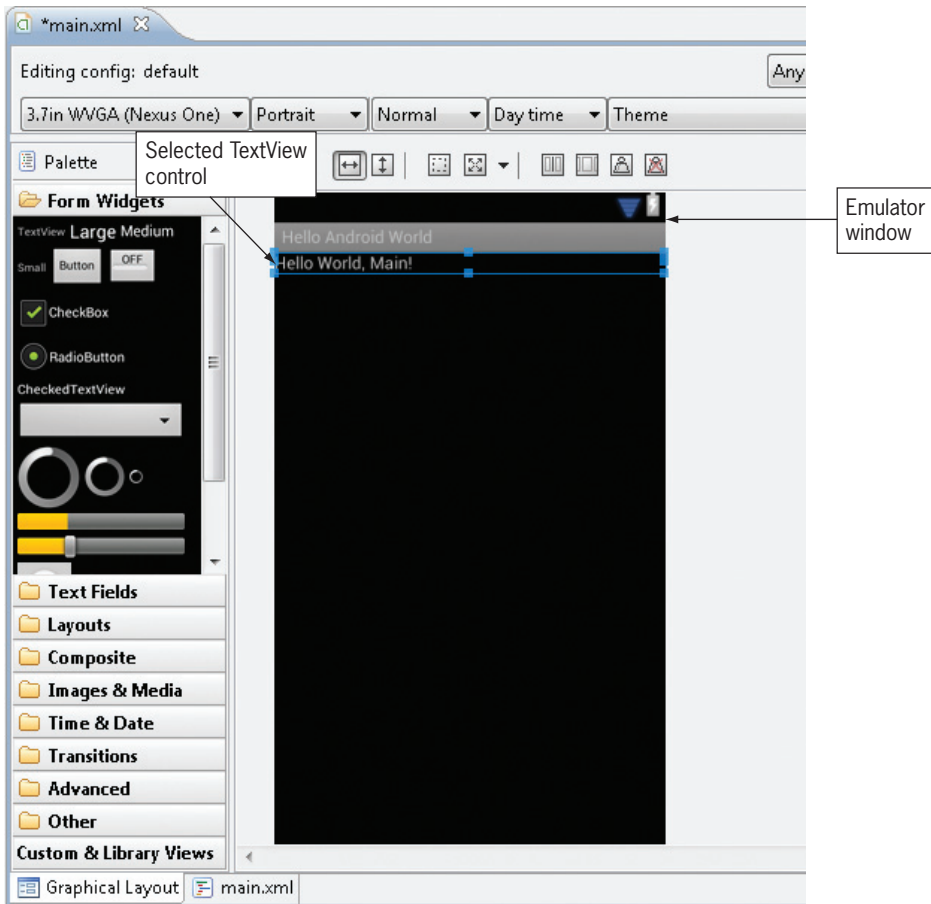 *main.xml
Editing config: default
Any
3.7in WVGA (Nexus One)
Portrait
Normal
Day time
Theme
Palette
Selected TextView
control
Form Widgets
TextView Large Medium
Small Button OFF
CheckBox
RadioButton
CheckedTextView
Text Fields
Layouts
Composite
Images & Media
Time & Date
Transitions
Advanced
Other
Custom & Library Views
Graphical Layout
main.xml
Hello Android World
Hello World, Main!
Emulator
window